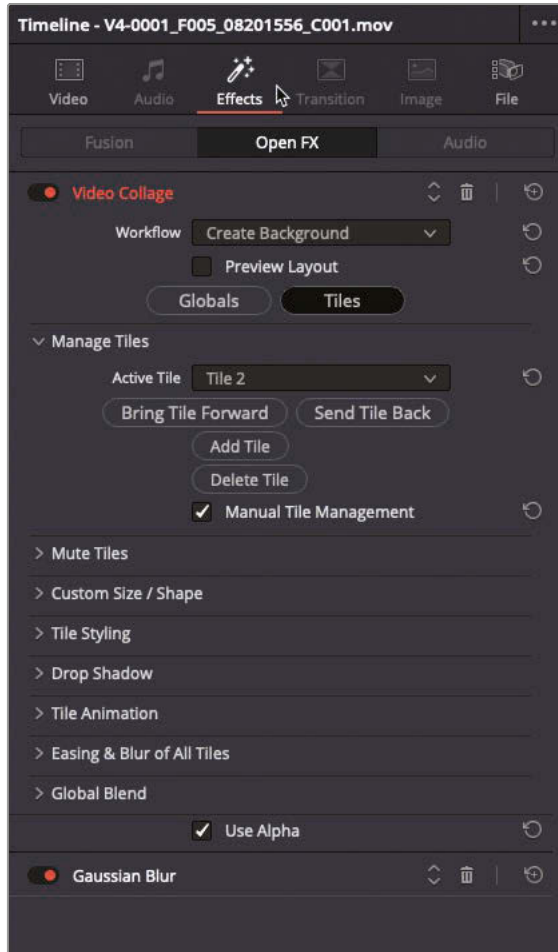 Timeline - V4-0001_F005_08201556_C001.mov
Video Audio Effects Transition Image File
Fusion Open FX Audio
Video Collage
Workflow Create Background
Preview Layout
Globals Tiles
Manage Tiles
Active Tile Tile 2
Bring Tile Forward Send Tile Back
Add Tile
Delete Tile
Manual Tile Management
Mute Tiles
Custom Size / Shape
Tile Styling
Drop Shadow
Tile Animation
Easing & Blur of All Tiles
Global Blend
Use Alpha
Gaussian Blur